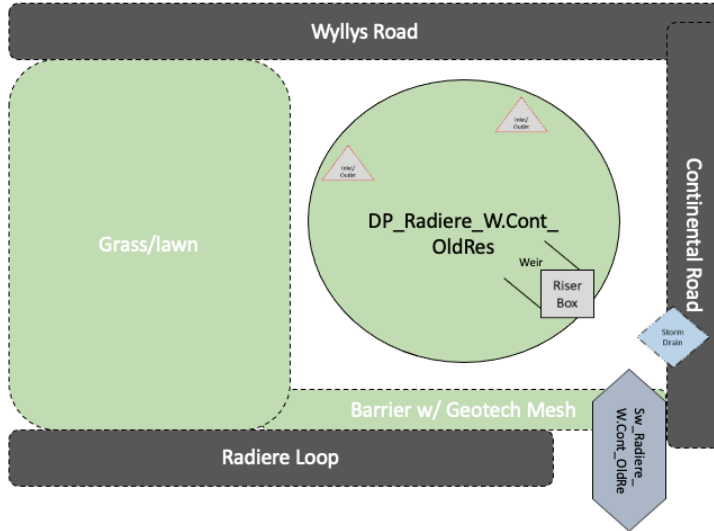 Wyllys Road
Inlet/
Outlet
Inlet/
Outlet
Continental Road
DP_Radiere_W.Cont_
OldRes
Grass/lawn
Weir
Riser
Box
Storm
Drain
Barrier w/ Geotech Mesh
Sw_Radiere_
W.Cont_OldRe
Radiere Loop